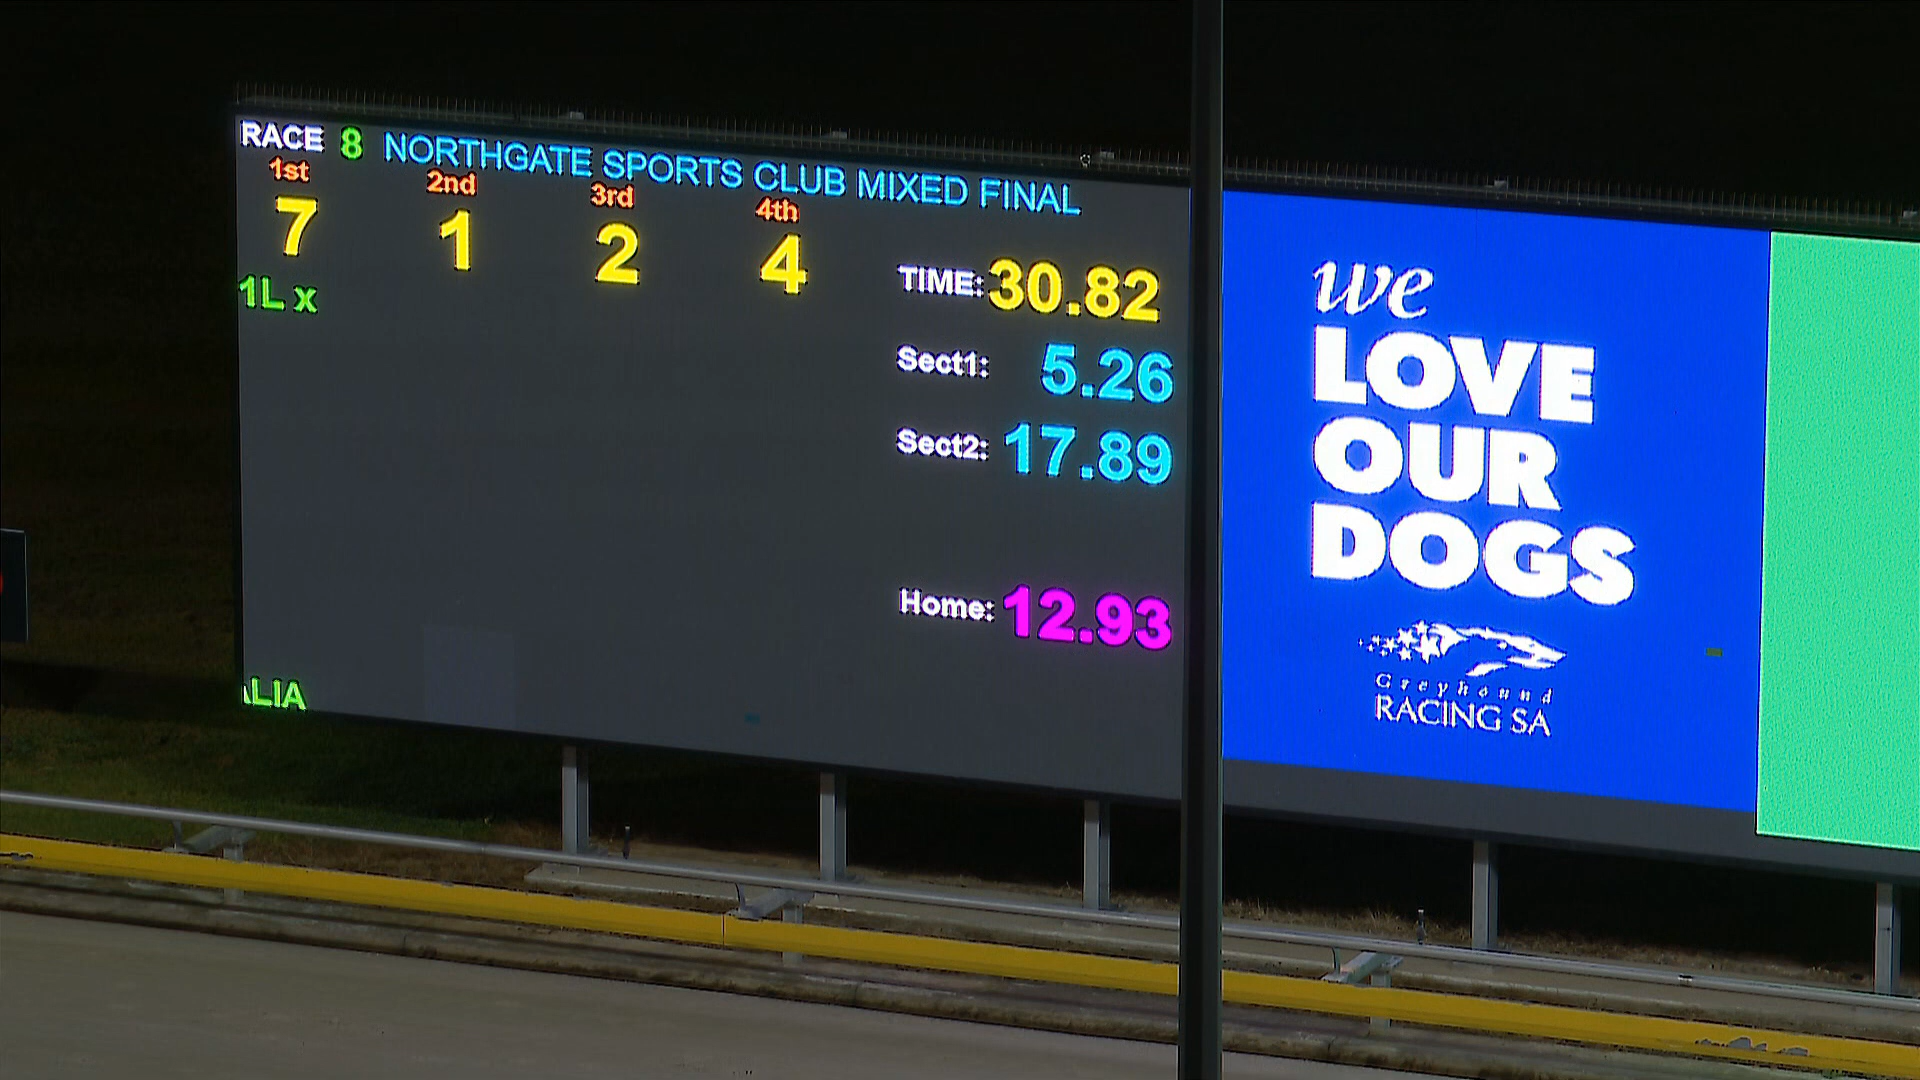 RACE 8 NORTHGATE SPORTS CLUB MIXED FINAL
1st 2nd 3rd 4th
7 1 2 4
1L x
TIME: 30.82
Sect1: 5.26
Sect2: 17.89
Home: 12.93
ALIA
we
LOVE
OUR
DOGS
Greyhound
RACING SA